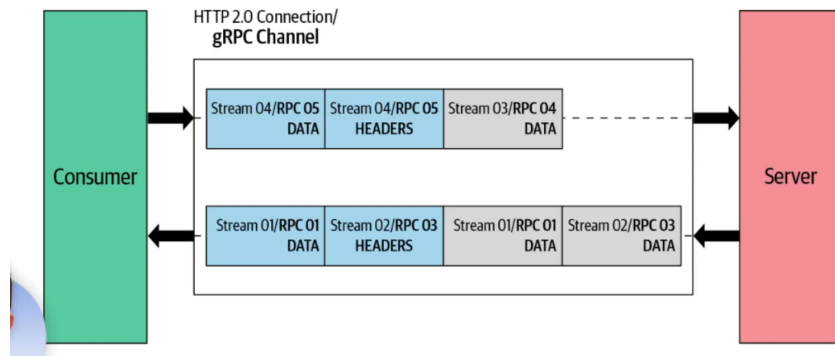 HTTP 2.0 Connection/
gRPC Channel
Consumer
Stream 04/RPC 05
DATA
Stream 04/RPC 05
HEADERS
Stream 03/RPC 04
DATA
Stream 01/RPC 01
DATA
Stream 02/RPC 03
HEADERS
Stream 01/RPC 01
DATA
Stream 02/RPC 03
DATA
Server